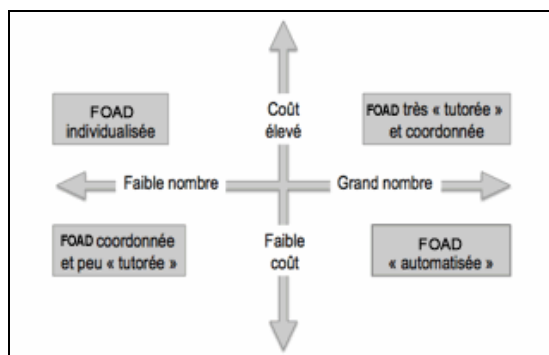 FOAD
individualisée
Coût
élevé
FOAD très « tutorée »
et coordonnée
Faible nombre
Grand nombre
FOAD coordonnée
et peu « tutorée »
Faible
coût
FOAD
« automatisée »